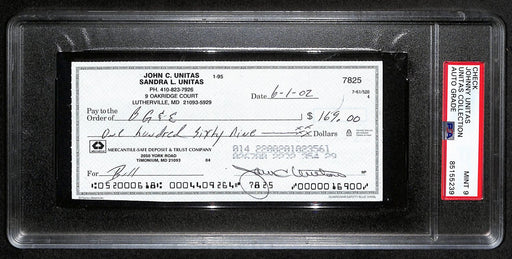 JOHN C. UNITAS 1-95
SANDRA L. UNITAS
PH. 410-823-7926
9 OAKRIDGE COURT
LUTHERVILLE, MD 21093-5929
7825
Date 6-1-02
Pay to the
Order of BG&E $ 169.00
One hundred Sixty Nine xx Dollars
MERCANTILE-SAFE DEPOSIT & TRUST COMPANY
2050 YORK ROAD
TIMONIUM, MD 21093
For Bill
CHECK
JOHNNY UNITAS
UNITAS COLLECTION
AUTO GRADE
MINT 9
85155239
PSA